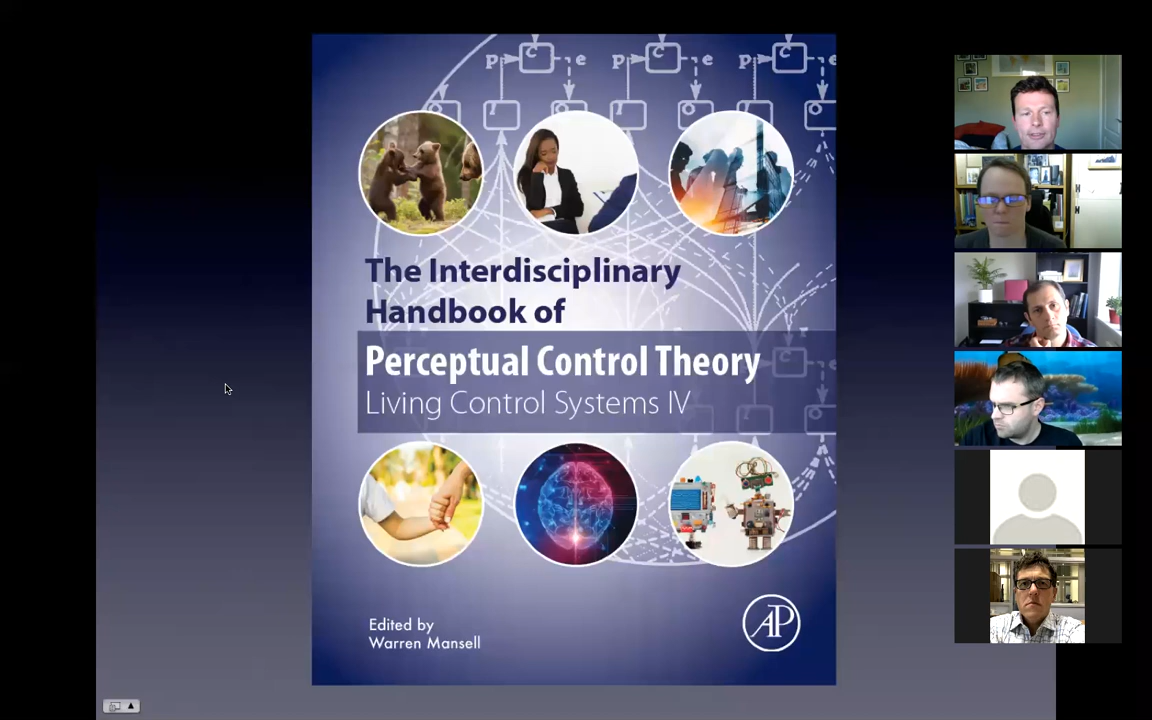 p C e p C e p C e
The Interdisciplinary
Handbook of
Perceptual Control Theory
Living Control Systems IV
Edited by
Warren Mansell
AP